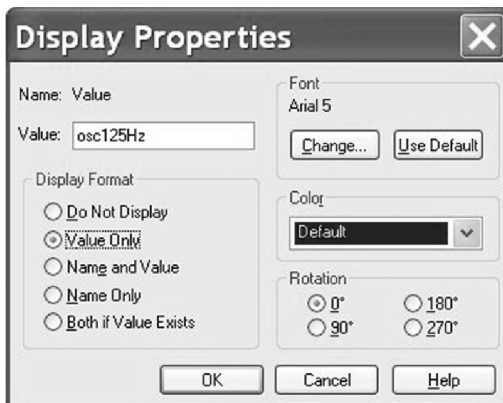 Display Properties
Name: Value
Value: osc125Hz
Display Format
Do Not Display
Value Only
Name and Value
Name Only
Both if Value Exists
Font
Arial 5
Change... Use Default
Color
Default
Rotation
0° 180°
90° 270°
OK Cancel Help